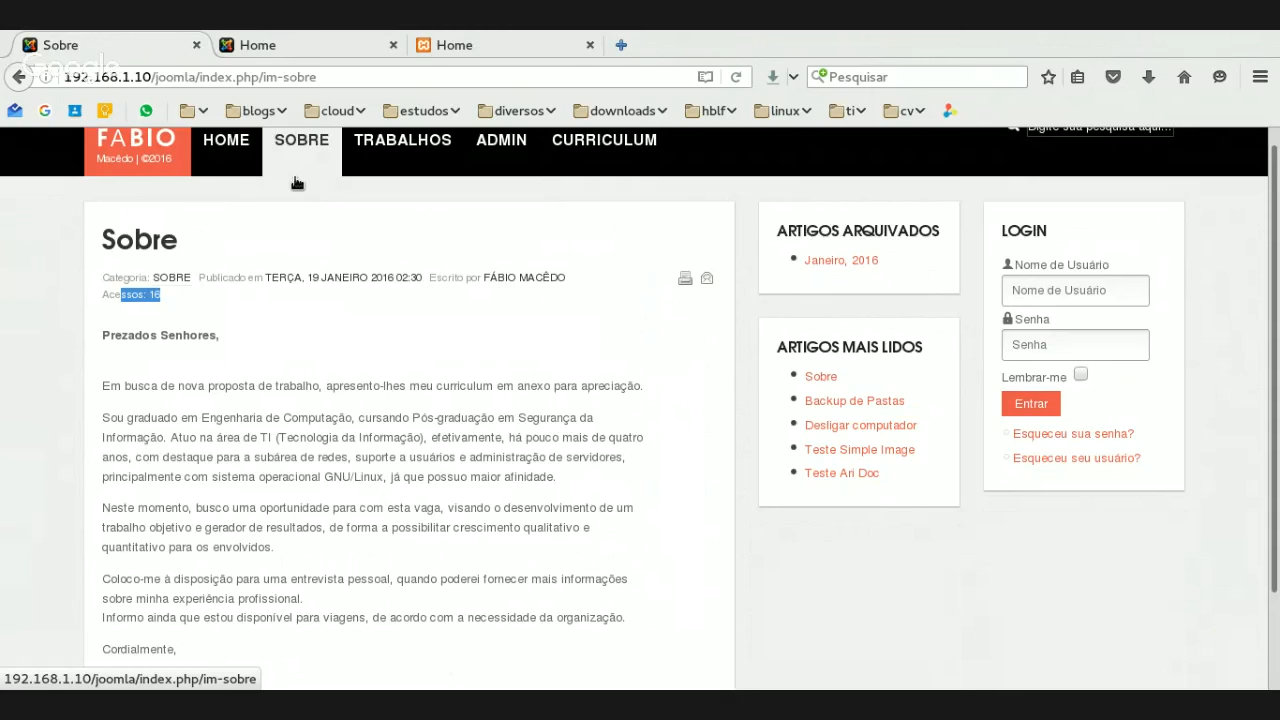 Sobre
Home
Home
Google
192.168.1.10/joomla/index.php/im-sobre
Pesquisar
blogs
cloud
estudos
diversos
downloads
hblf
linux
ti
cv
FABIO
Macêdo | ©2016
HOME
SOBRE
TRABALHOS
ADMIN
CURRICULUM
Digite sua pesquisa aqui...
Sobre
Categoria: SOBRE Publicado em TERÇA, 19 JANEIRO 2016 02:30 Escrito por FÁBIO MACÊDO
Acessos: 16
Prezados Senhores,
Em busca de nova proposta de trabalho, apresento-lhes meu curriculum em anexo para apreciação.
Sou graduado em Engenharia de Computação, cursando Pós-graduação em Segurança da
Informação. Atuo na área de TI (Tecnologia da Informação), efetivamente, há pouco mais de quatro
anos, com destaque para a subárea de redes, suporte a usuários e administração de servidores,
principalmente com sistema operacional GNU/Linux, já que possuo maior afinidade.
Neste momento, busco uma oportunidade para com esta vaga, visando o desenvolvimento de um
trabalho objetivo e gerador de resultados, de forma a possibilitar crescimento qualitativo e
quantitativo para os envolvidos.
Coloco-me à disposição para uma entrevista pessoal, quando poderei fornecer mais informações
sobre minha experiência profissional.
Informo ainda que estou disponível para viagens, de acordo com a necessidade da organização.
Cordialmente,
ARTIGOS ARQUIVADOS
Janeiro, 2016
ARTIGOS MAIS LIDOS
Sobre
Backup de Pastas
Desligar computador
Teste Simple Image
Teste Ari Doc
LOGIN
Nome de Usuário
Nome de Usuário
Senha
Senha
Lembrar-me
Entrar
Esqueceu sua senha?
Esqueceu seu usuário?
192.168.1.10/joomla/index.php/im-sobre